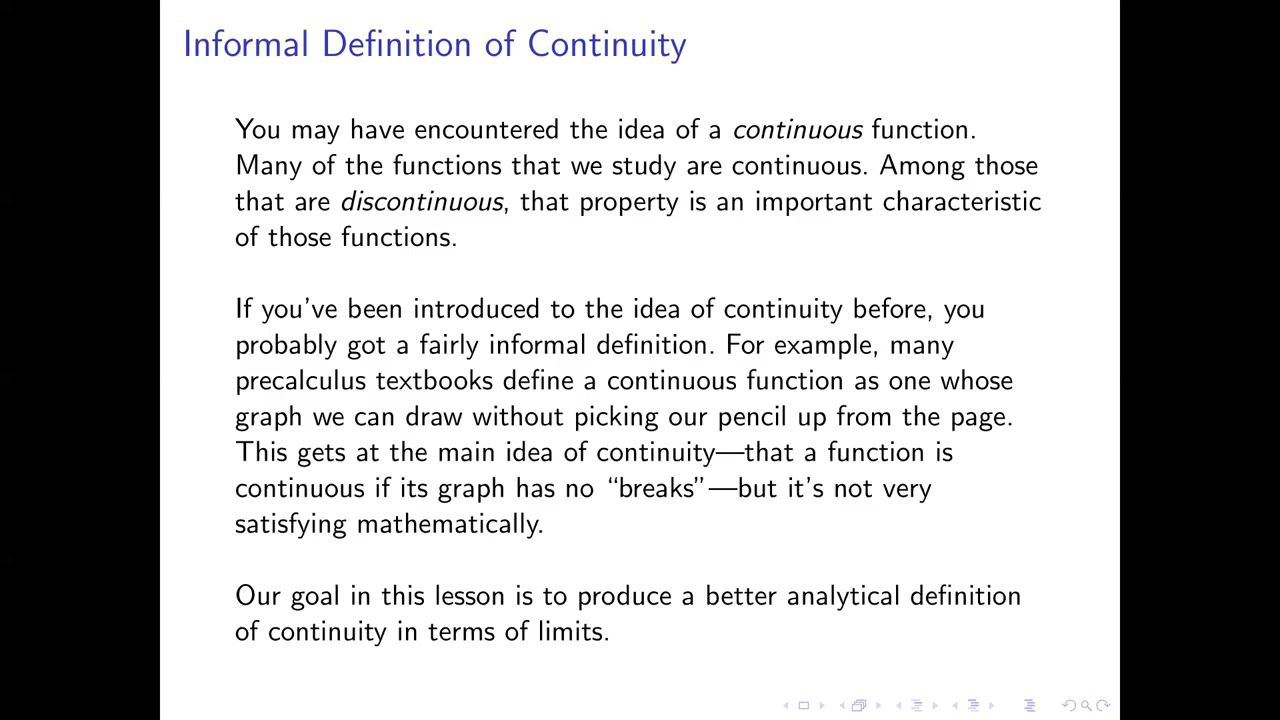 Informal Definition of Continuity
You may have encountered the idea of a continuous function.
Many of the functions that we study are continuous. Among those
that are discontinuous, that property is an important characteristic
of those functions.
If you’ve been introduced to the idea of continuity before, you
probably got a fairly informal definition. For example, many
precalculus textbooks define a continuous function as one whose
graph we can draw without picking our pencil up from the page.
This gets at the main idea of continuity—that a function is
continuous if its graph has no “breaks”—but it’s not very
satisfying mathematically.
Our goal in this lesson is to produce a better analytical definition
of continuity in terms of limits.